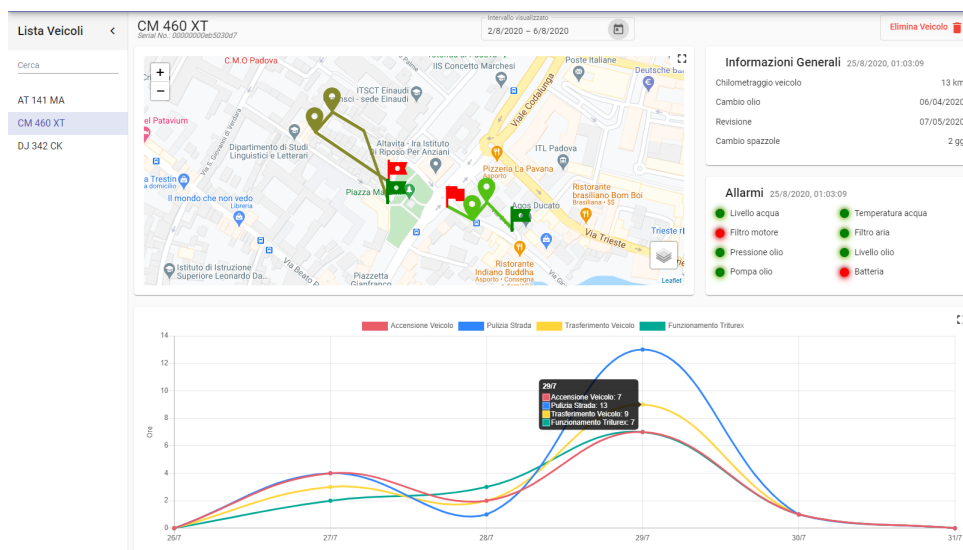 Lista Veicoli
Cerca
AT 141 MA
CM 460 XT
DJ 342 CK
CM 460 XT
Serial No.: 00000000eb5030d7
Intervallo visualizzato
2/8/2020 – 6/8/2020
Elimina Veicolo
+
−
C.M.O Padova
IIS Concetto Marchesi
Poste Italiane
Deutsche Ba
ITSCT Einaudi
Einaudi
- sede Einaudi
Viale Codalunga
el Patavium
Via S. Giovanni di Verdara
Dipartimento di Studi
Linguistici e Letterari
Altavita - Ira Istituto
Di Riposo Per Anziani
ITL Padova
Pizzeria La Pavana
Asporto
a Trestin
a domicilio
Il mondo che non vedo
Libreria
Piazza Ma
Ristorante
brasiliano Bom Boi
Brasiliana • $$
Agos Ducato
Trieste
Via Trieste
Istituto di Istruzione
Superiore Leonardo Da...
Via Beato
Piazzetta
Gianfranco
Ristorante
Indiano Buddha
Asporto • Consegna
Leaflet
Informazioni Generali 25/8/2020, 01:03:09
Chilometraggio veicolo 13 km
Cambio olio 06/04/2020
Revisione 07/05/2020
Cambio spazzole 2 gg
Allarmi 25/8/2020, 01:03:09
Livello acqua Temperatura acqua
Filtro motore Filtro aria
Pressione olio Livello olio
Pompa olio Batteria
Accensione Veicolo Pulizia Strada Trasferimento Veicolo Funzionamento Triturex
14
12
10
8
6
4
2
0
Ore
29/7
Accensione Veicolo: 7
Pulizia Strada: 13
Trasferimento Veicolo: 9
Funzionamento Triturex: 7
26/7 27/7 28/7 29/7 30/7 31/7